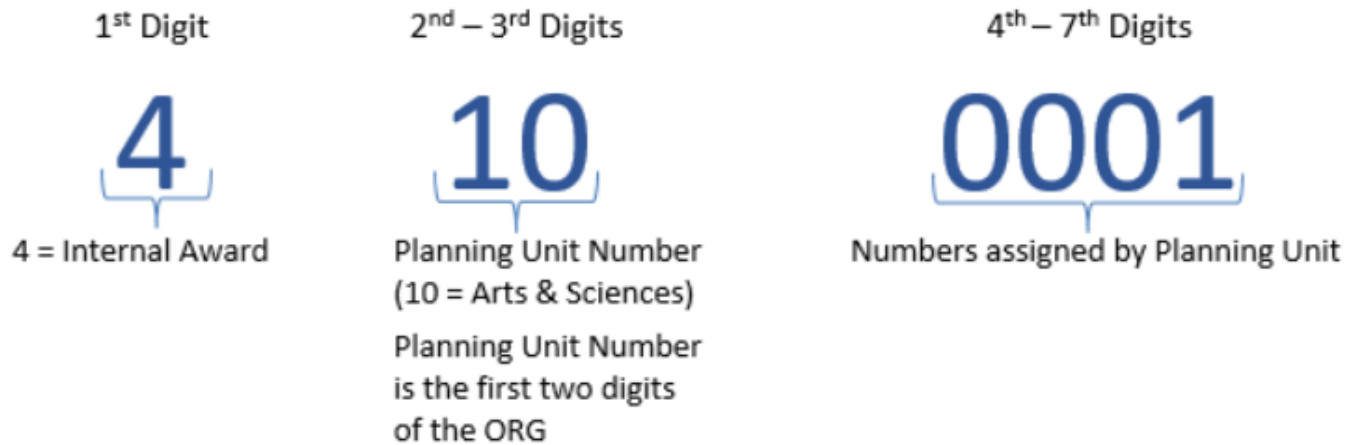 1st Digit
2nd – 3rd Digits
4th – 7th Digits
4
10
0001
4 = Internal Award
Planning Unit Number
(10 = Arts & Sciences)
Planning Unit Number
is the first two digits
of the ORG
Numbers assigned by Planning Unit